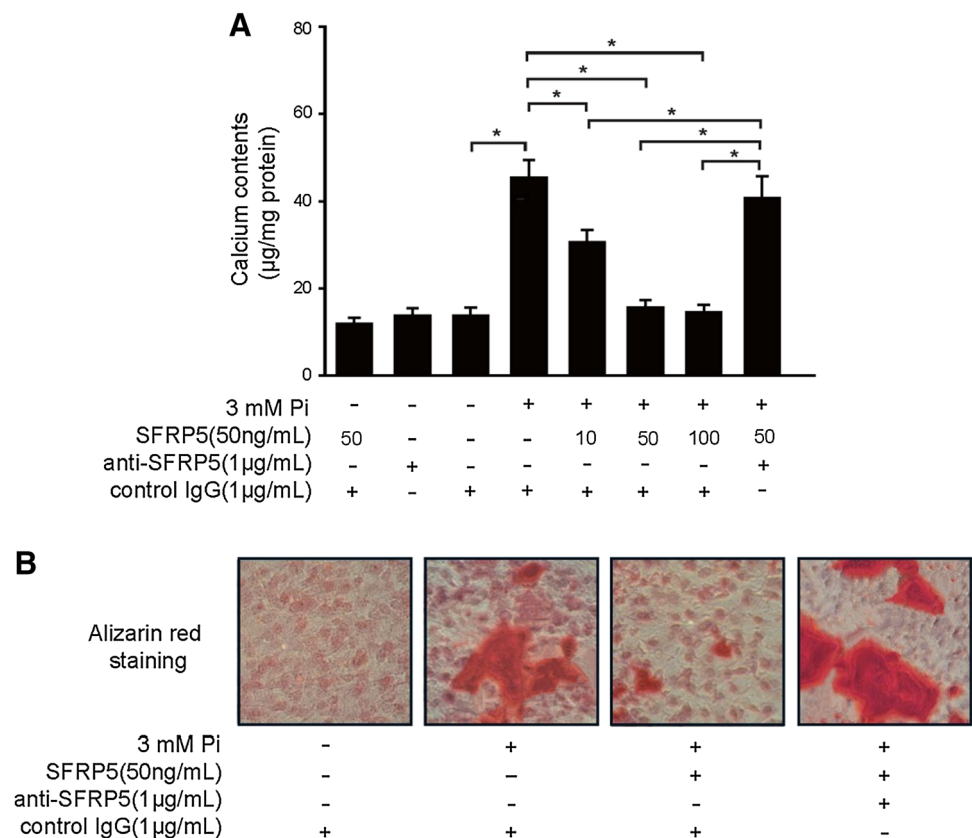 A
80
60
40
20
0
Calcium contents
(µg/mg protein)
* 
*
*
*
*
*
*
3 mM Pi - - - + + + + +
SFRP5(50ng/mL) 50 - - - 10 50 100 50
anti-SFRP5(1µg/mL) - + - - - - - +
control IgG(1µg/mL) + - + + + + + -
B
Alizarin red
staining
3 mM Pi - + + +
SFRP5(50ng/mL) - - + +
anti-SFRP5(1µg/mL) - - - +
control IgG(1µg/mL) + + + -